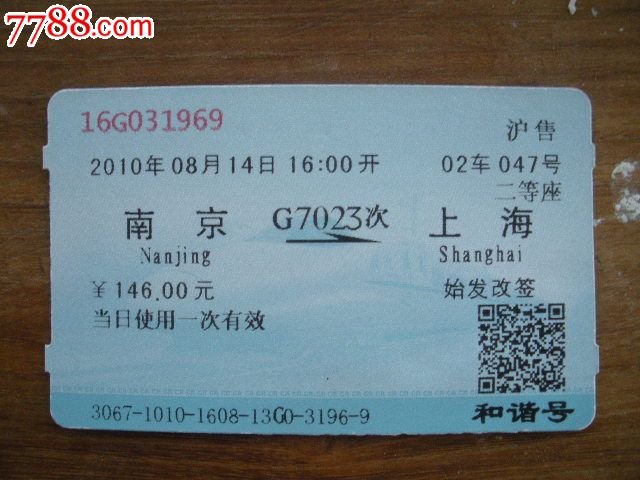 7788.com
16G031969
沪售
2010年08月14日 16:00开 02车 047号
二等座
南京 G7023次 上海
Nanjing Shanghai
¥ 146.00元 始发改签
当日使用一次有效
3067-1010-1608-13G0-3196-9 和谐号